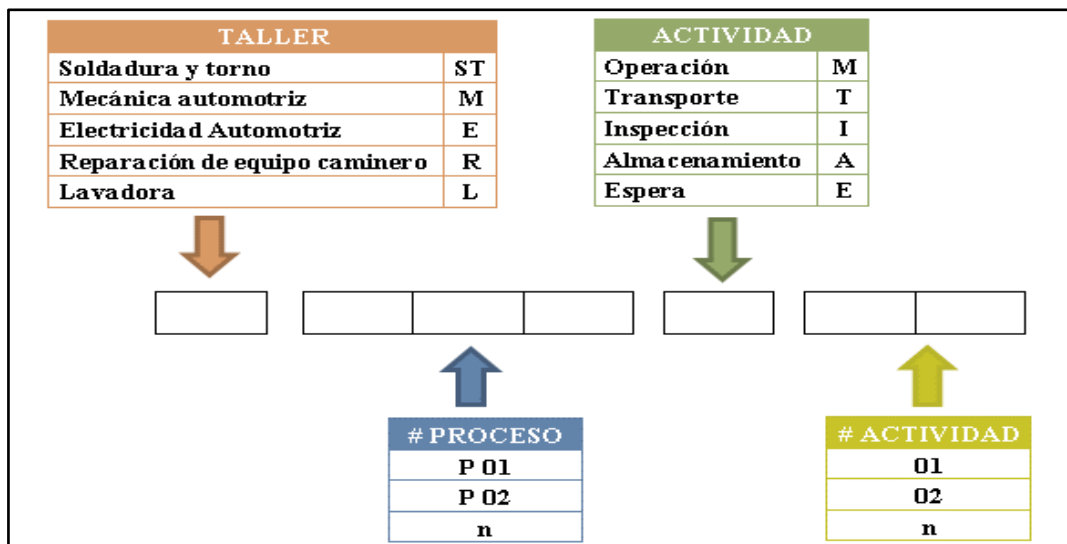 TALLER
Soldadura y torno ST
Mecánica automotriz M
Electricidad Automotriz E
Reparación de equipo caminero R
Lavadora L
ACTIVIDAD
Operación M
Transporte T
Inspección I
Almacenamiento A
Espera E
# PROCESO
P 01
P 02
n
# ACTIVIDAD
01
02
n